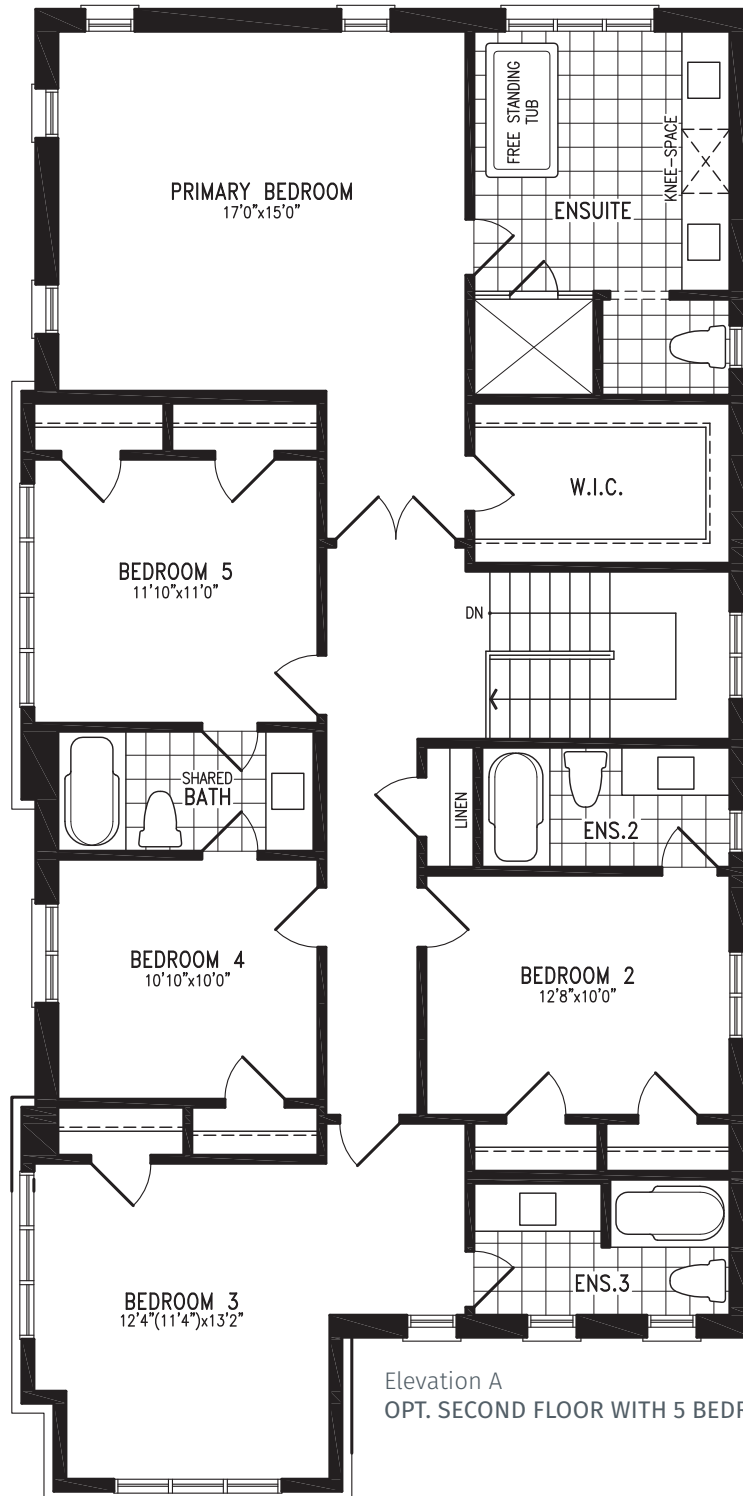 FREE STANDING
TUB
KNEE-SPACE
PRIMARY BEDROOM
17'0"x15'0"
ENSUITE
W.I.C.
BEDROOM 5
11'10"x11'0"
DN
SHARED
BATH
LINEN
ENS.2
BEDROOM 4
10'10"x10'0"
BEDROOM 2
12'8"x10'0"
BEDROOM 3
12'4"(11'4")x13'2"
ENS.3
Elevation A
OPT. SECOND FLOOR WITH 5 BEDR